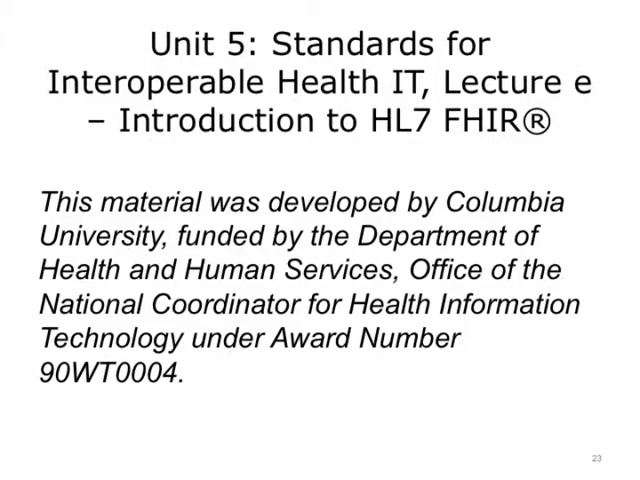 Unit 5: Standards for
Interoperable Health IT, Lecture e
– Introduction to HL7 FHIR®
This material was developed by Columbia
University, funded by the Department of
Health and Human Services, Office of the
National Coordinator for Health Information
Technology under Award Number
90WT0004.
23